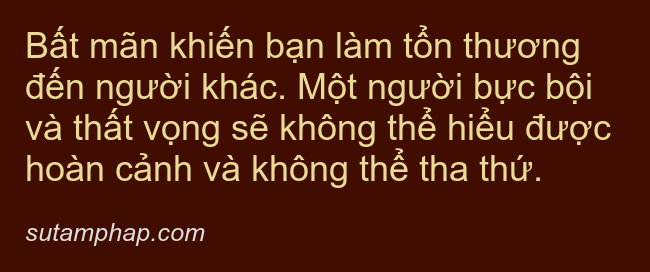 Bất mãn khiến bạn làm tổn thương
đến người khác. Một người bực bội
và thất vọng sẽ không thể hiểu được
hoàn cảnh và không thể tha thứ.
sutamphap.com